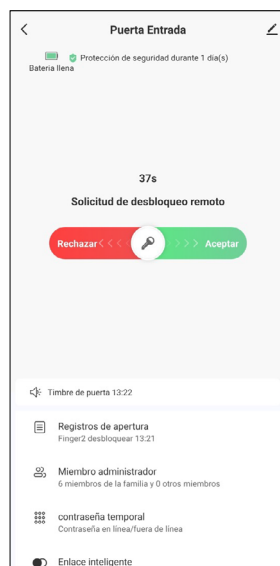 Puerta Entrada
Protección de seguridad durante 1 día(s)
Bateria llena
37s
Solicitud de desbloqueo remoto
Rechazar < < < > > > Aceptar
Timbre de puerta 13:22
Registros de apertura
Finger2 desbloquear 13:21
Miembro administrador
6 miembros de la familia y 0 otros miembros
contraseña temporal
Contraseña en línea/fuera de línea
Enlace inteligente